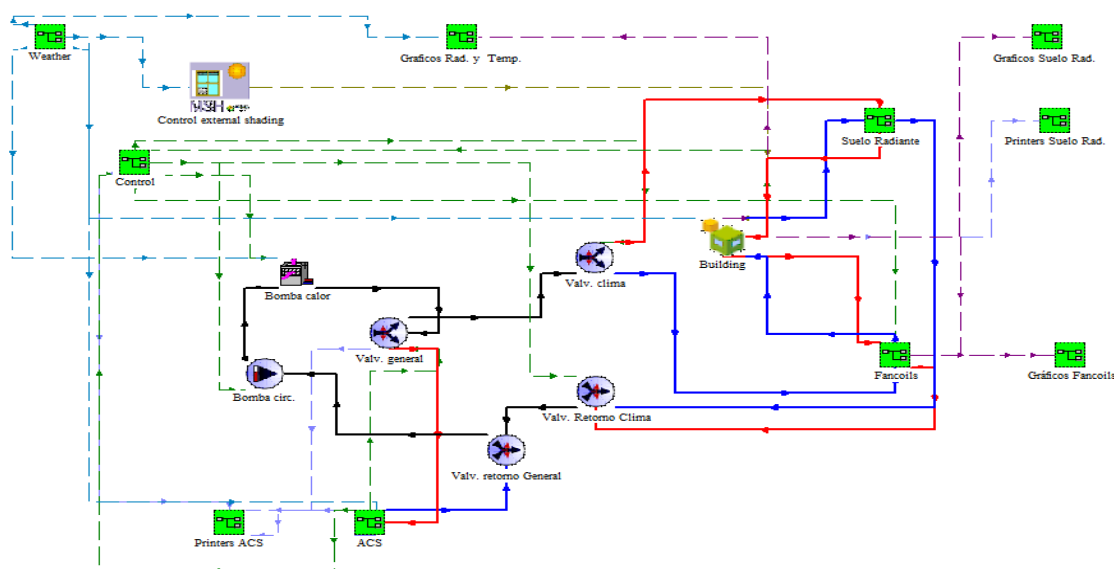 Weather
Graficos Rad. y Temp.
Graficos Suelo Rad.
Control external shading
Suelo Radiante
Printers Suelo Rad.
Control
Building
Valv. clima
Bomba calor
Valv. general
Fancoils
Gráficos Fancoils
Bomba circ.
Valv. Retorno Clima
Valv. retorno General
Printers ACS
ACS